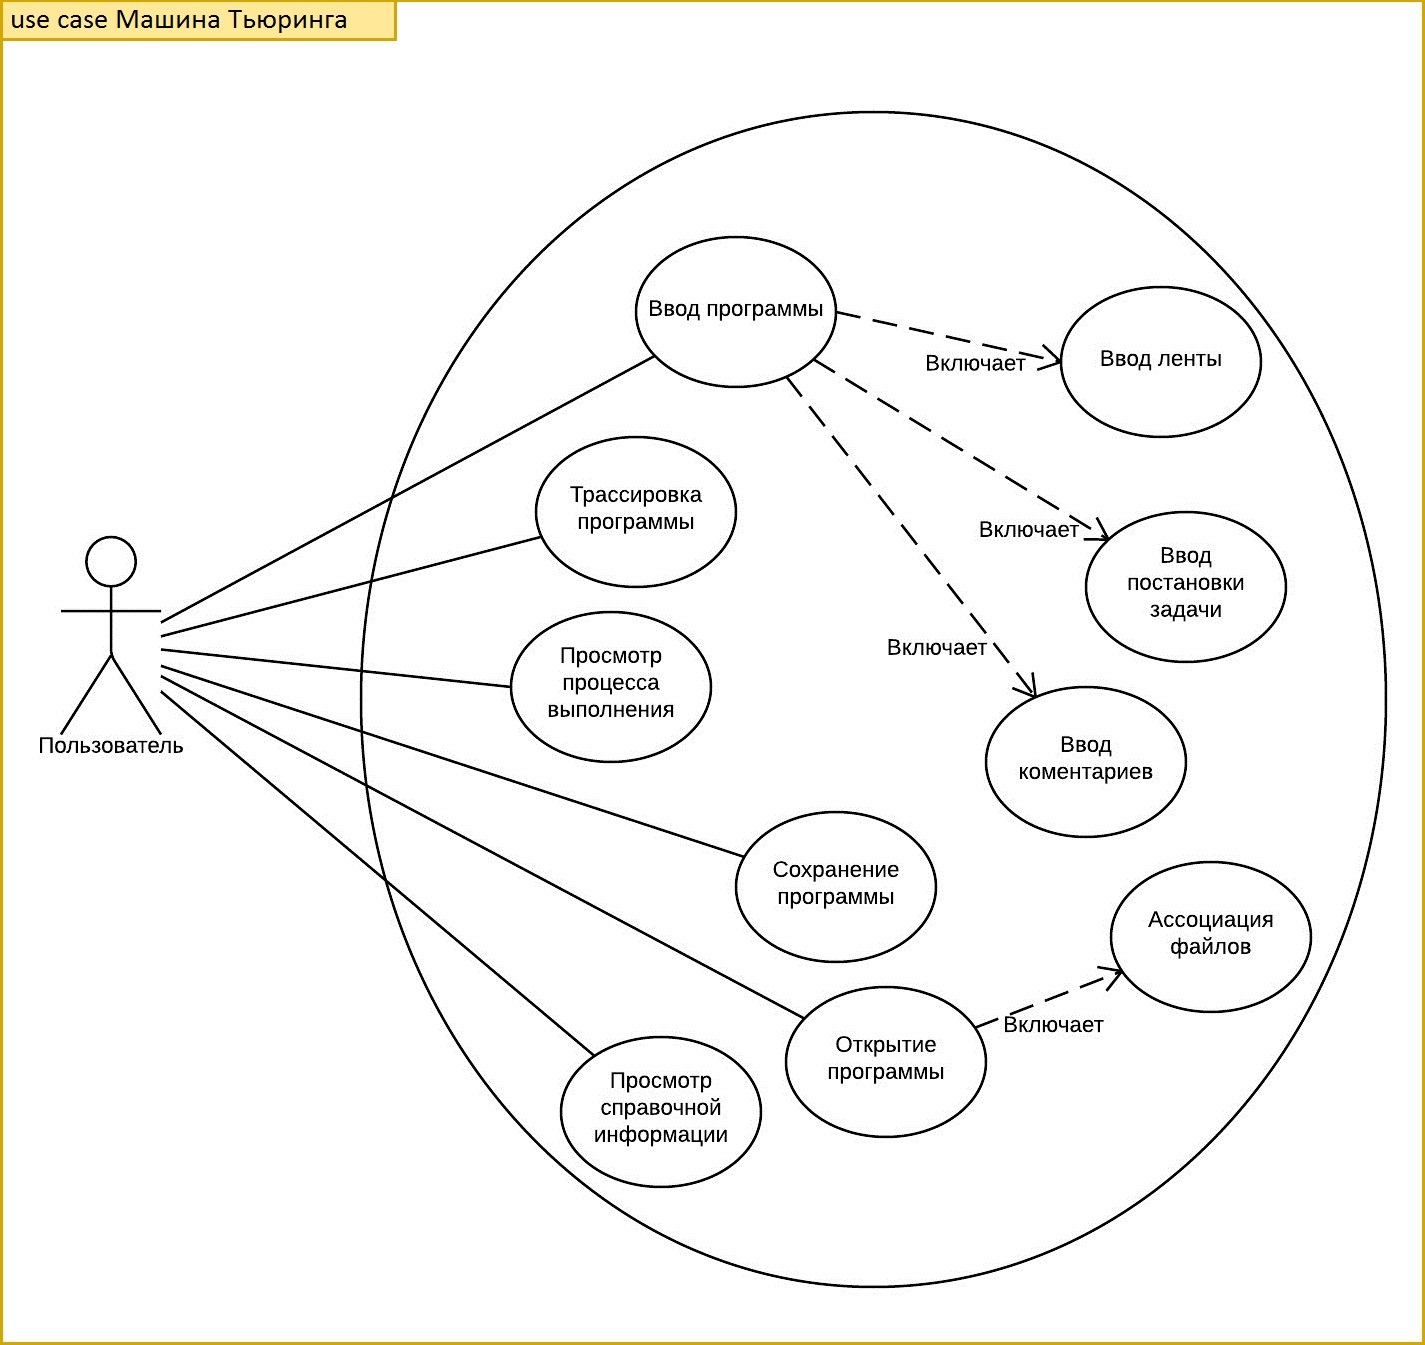 use case Машина Тьюринга
Ввод программы
Включает
Ввод ленты
Трассировка
программы
Включает
Ввод
постановки
задачи
Просмотр
процесса
выполнения
Включает
Пользователь
Ввод
коментариев
Сохранение
программы
Ассоциация
файлов
Открытие
программы
Включает
Просмотр
справочной
информации